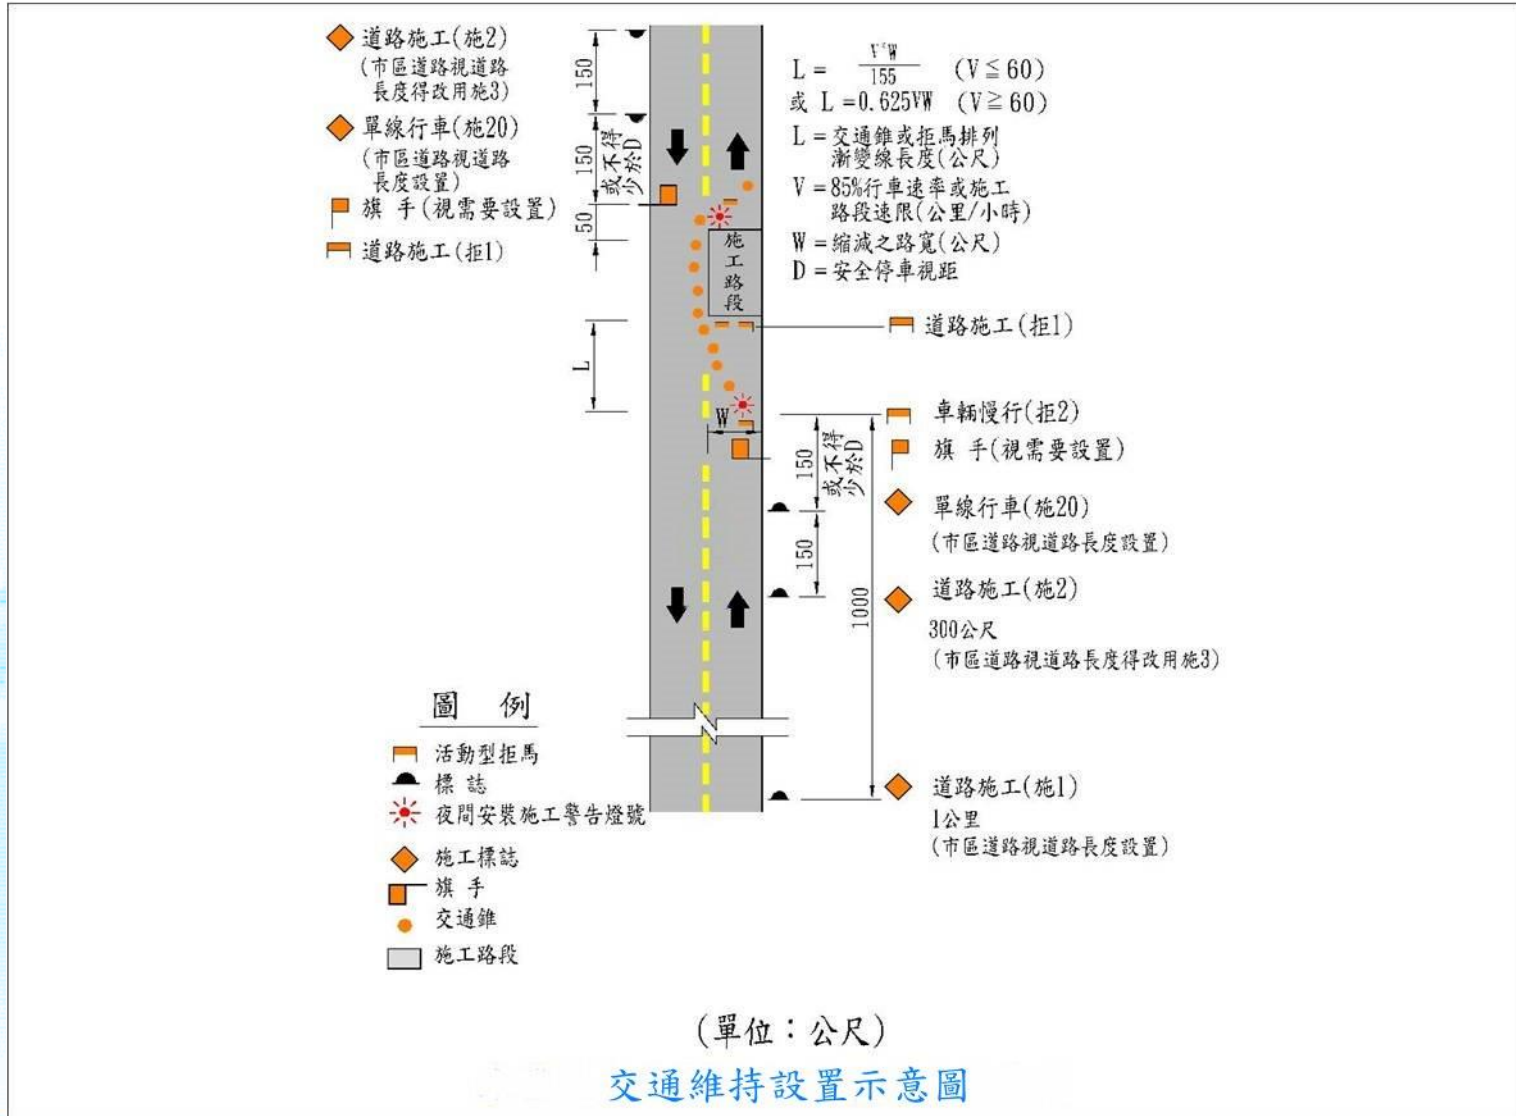 道路施工(施2)
(市區道路視道路
長度得改用施3)
單線行車(施20)
(市區道路視道路
長度設置)
旗 手(視需要設置)
道路施工(拒1)
150
150
或不得
少於D
50
L
施
工
路
段
W
L =
155
(V≦60)
或 L=0.625VW (V≧60)
L=交通錐或拒馬排列
漸變線長度(公尺)
V=85%行車速率或施工
路段速限(公里/小時)
W=縮減之路寬(公尺)
D=安全停車視距
道路施工(拒1)
車輛慢行(拒2)
旗 手(視需要設置)
150
或不得
少於D
單線行車(施20)
(市區道路視道路長度設置)
150
1000
道路施工(施2)
300公尺
(市區道路視道路長度得改用施3)
道路施工(施1)
1公里
(市區道路視道路長度設置)
圖 例
活動型拒馬
標 誌
夜間安裝施工警告燈號
施工標誌
旗 手
交通錐
施工路段
(單位：公尺)
交通維持設置示意圖